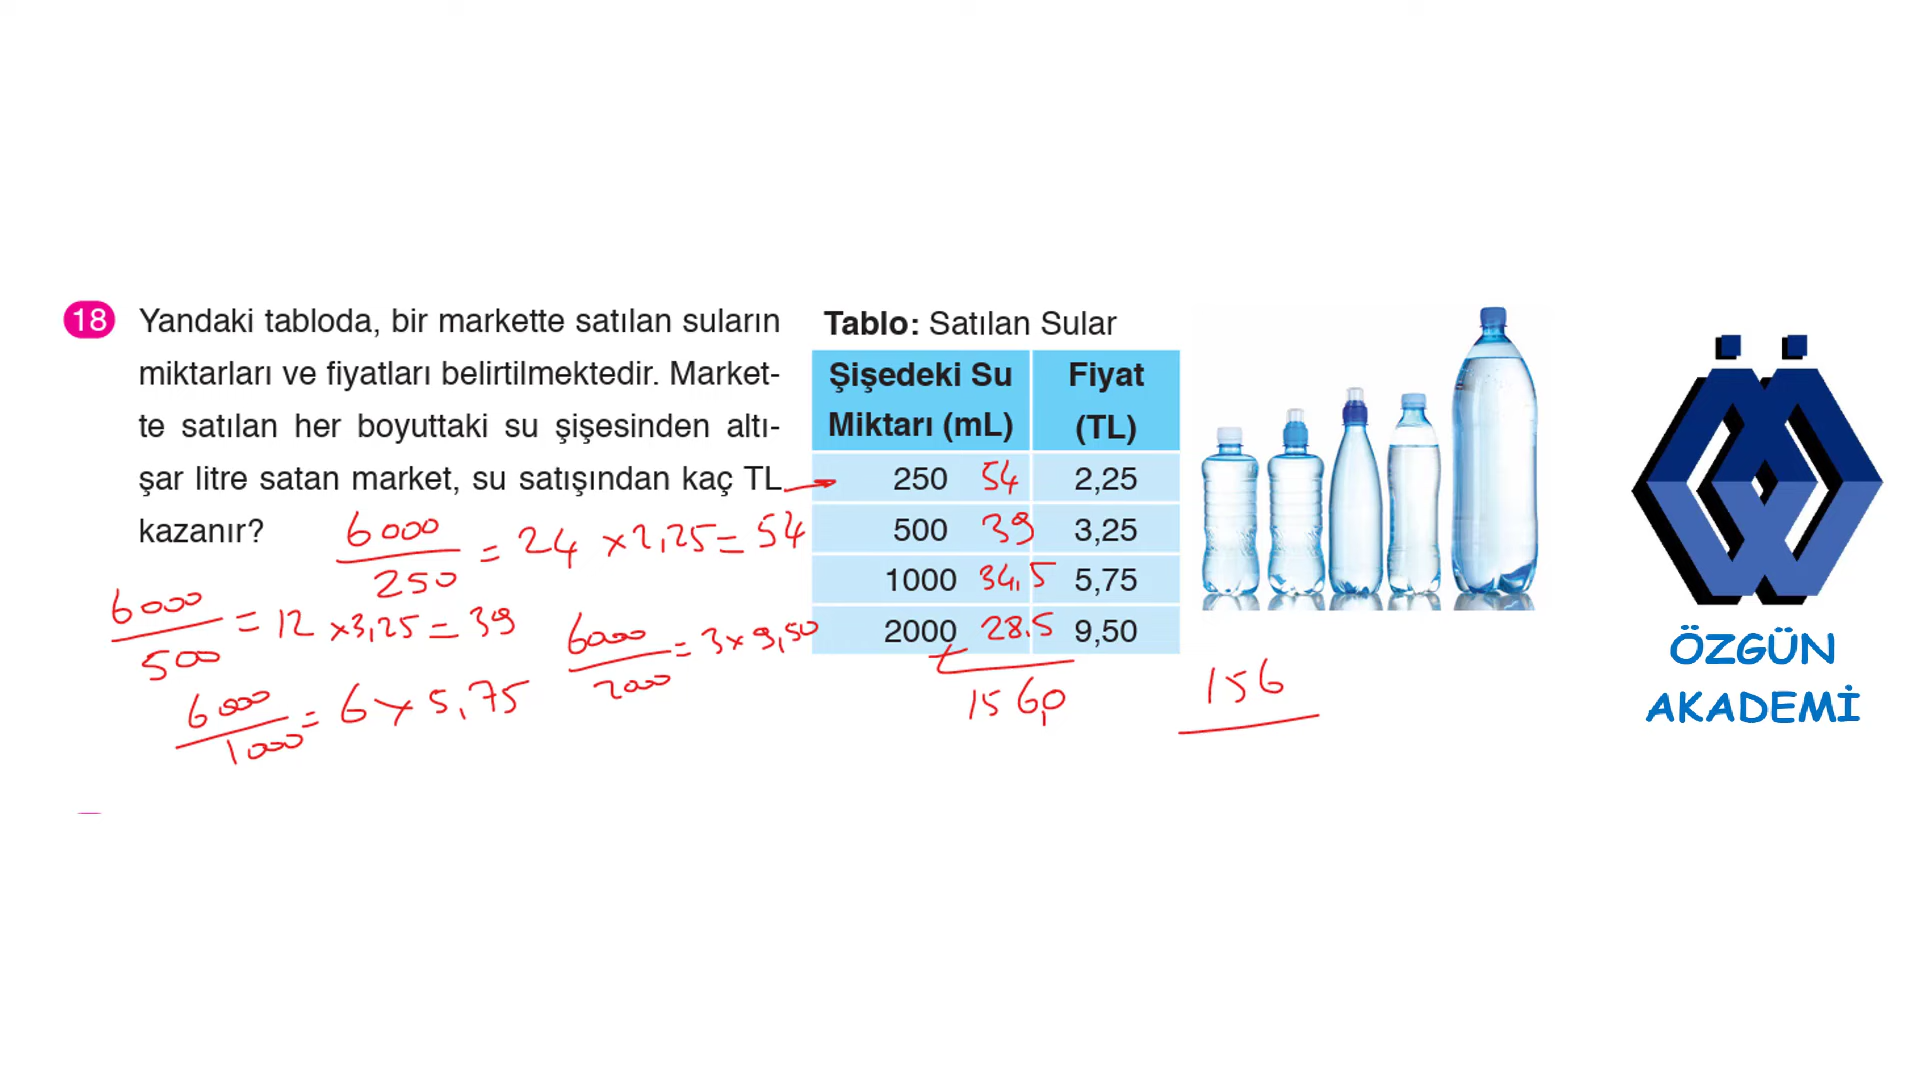 18 Yandaki tabloda, bir markette satılan suların
miktarları ve fiyatları belirtilmektedir. Market-
te satılan her boyuttaki su şişesinden altı-
şar litre satan market, su satışından kaç TL
kazanır?
6000/250 = 24 x2,25= 54
6000/500 = 12 x3,25 = 39
6000/1000 = 6 x 5,75
6000/2000 = 3 x 9,50
Tablo: Satılan Sular
Şişedeki Su Miktarı (mL) Fiyat (TL)
250 54 2,25
500 39 3,25
1000 34,5 5,75
2000 28,5 9,50
+
156,0
156
ÖZGÜN
AKADEMİ